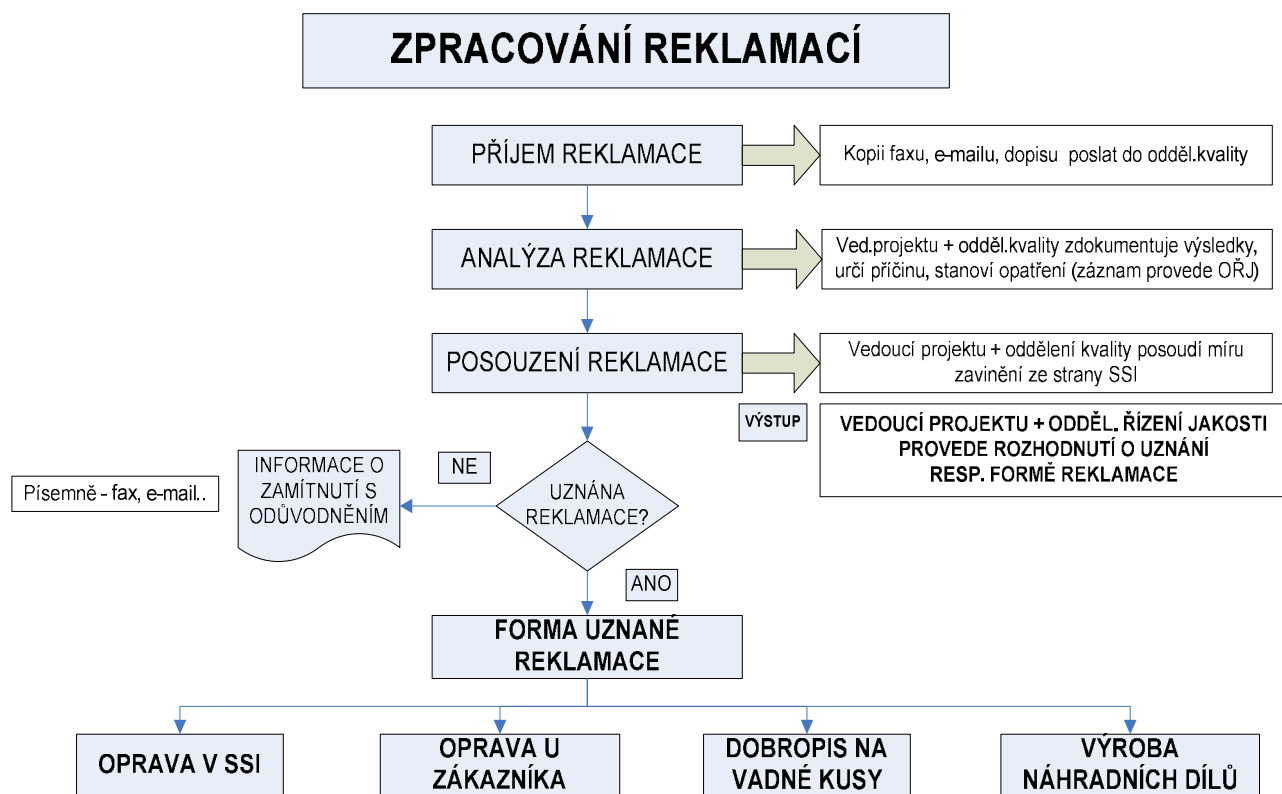 ZPRACOVÁNÍ REKLAMACÍ
PŘÍJEM REKLAMACE
Kopii faxu, e-mailu, dopisu poslat do odděl.kvality
ANALÝZA REKLAMACE
Ved.projektu + odděl.kvality zdokumentuje výsledky,
určí příčinu, stanoví opatření (záznam provede OŘJ)
POSOUZENÍ REKLAMACE
Vedoucí projektu + oddělení kvality posoudí míru
zavinění ze strany SSI
VÝSTUP
VEDOUCÍ PROJEKTU + ODDĚL. ŘÍZENÍ JAKOSTI
PROVEDE ROZHODNUTÍ O UZNÁNÍ
RESP. FORMĚ REKLAMACE
Písemně - fax, e-mail..
INFORMACE O
ZAMÍTNUTÍ S
ODŮVODNĚNÍM
NE
UZNÁNA
REKLAMACE?
ANO
FORMA UZNANÉ
REKLAMACE
OPRAVA V SSI
OPRAVA U
ZÁKAZNÍKA
DOBROPIS NA
VADNÉ KUSY
VÝROBA
NÁHRADNÍCH DÍLŮ